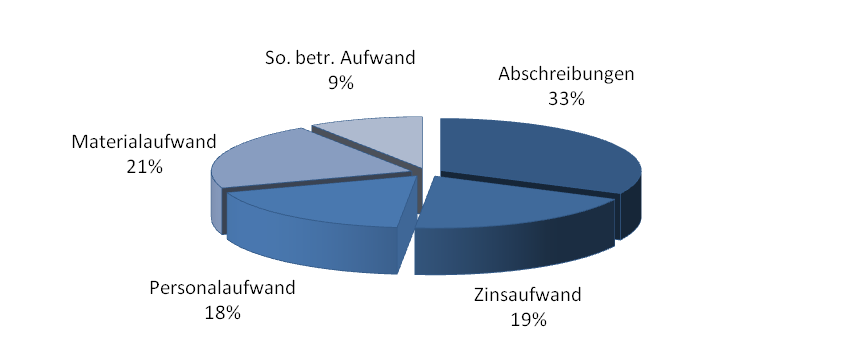 So. betr. Aufwand
9%
Abschreibungen
33%
Materialaufwand
21%
Personalaufwand
18%
Zinsaufwand
19%